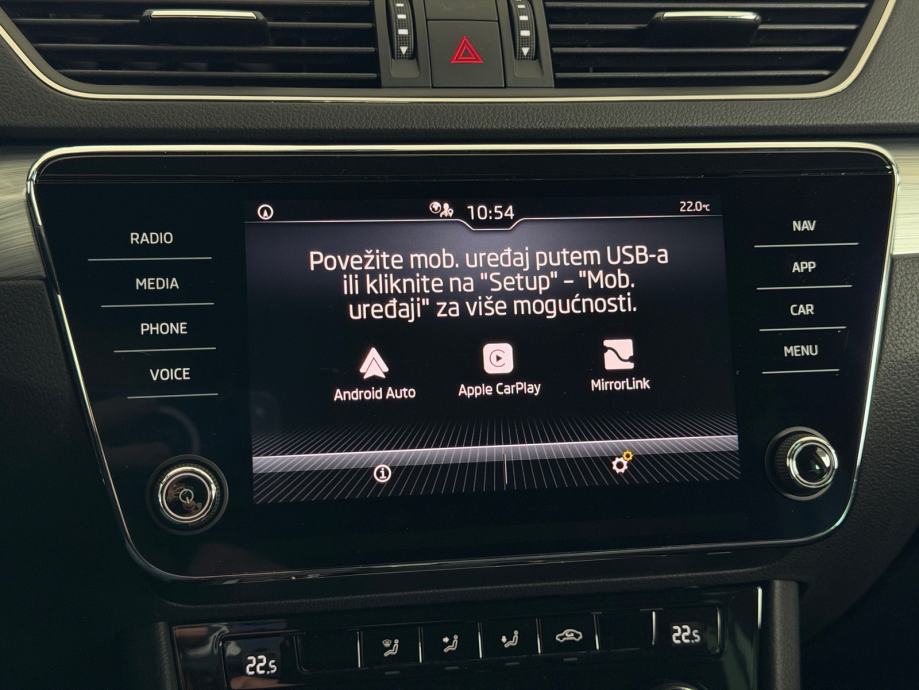 10:54
22.0°C
RADIO
MEDIA
PHONE
VOICE
Povežite mob. uređaj putem USB-a
ili kliknite na "Setup" – "Mob.
uređaji" za više mogućnosti.
Android Auto
Apple CarPlay
MirrorLink
NAV
APP
CAR
MENU
22.5
22.5